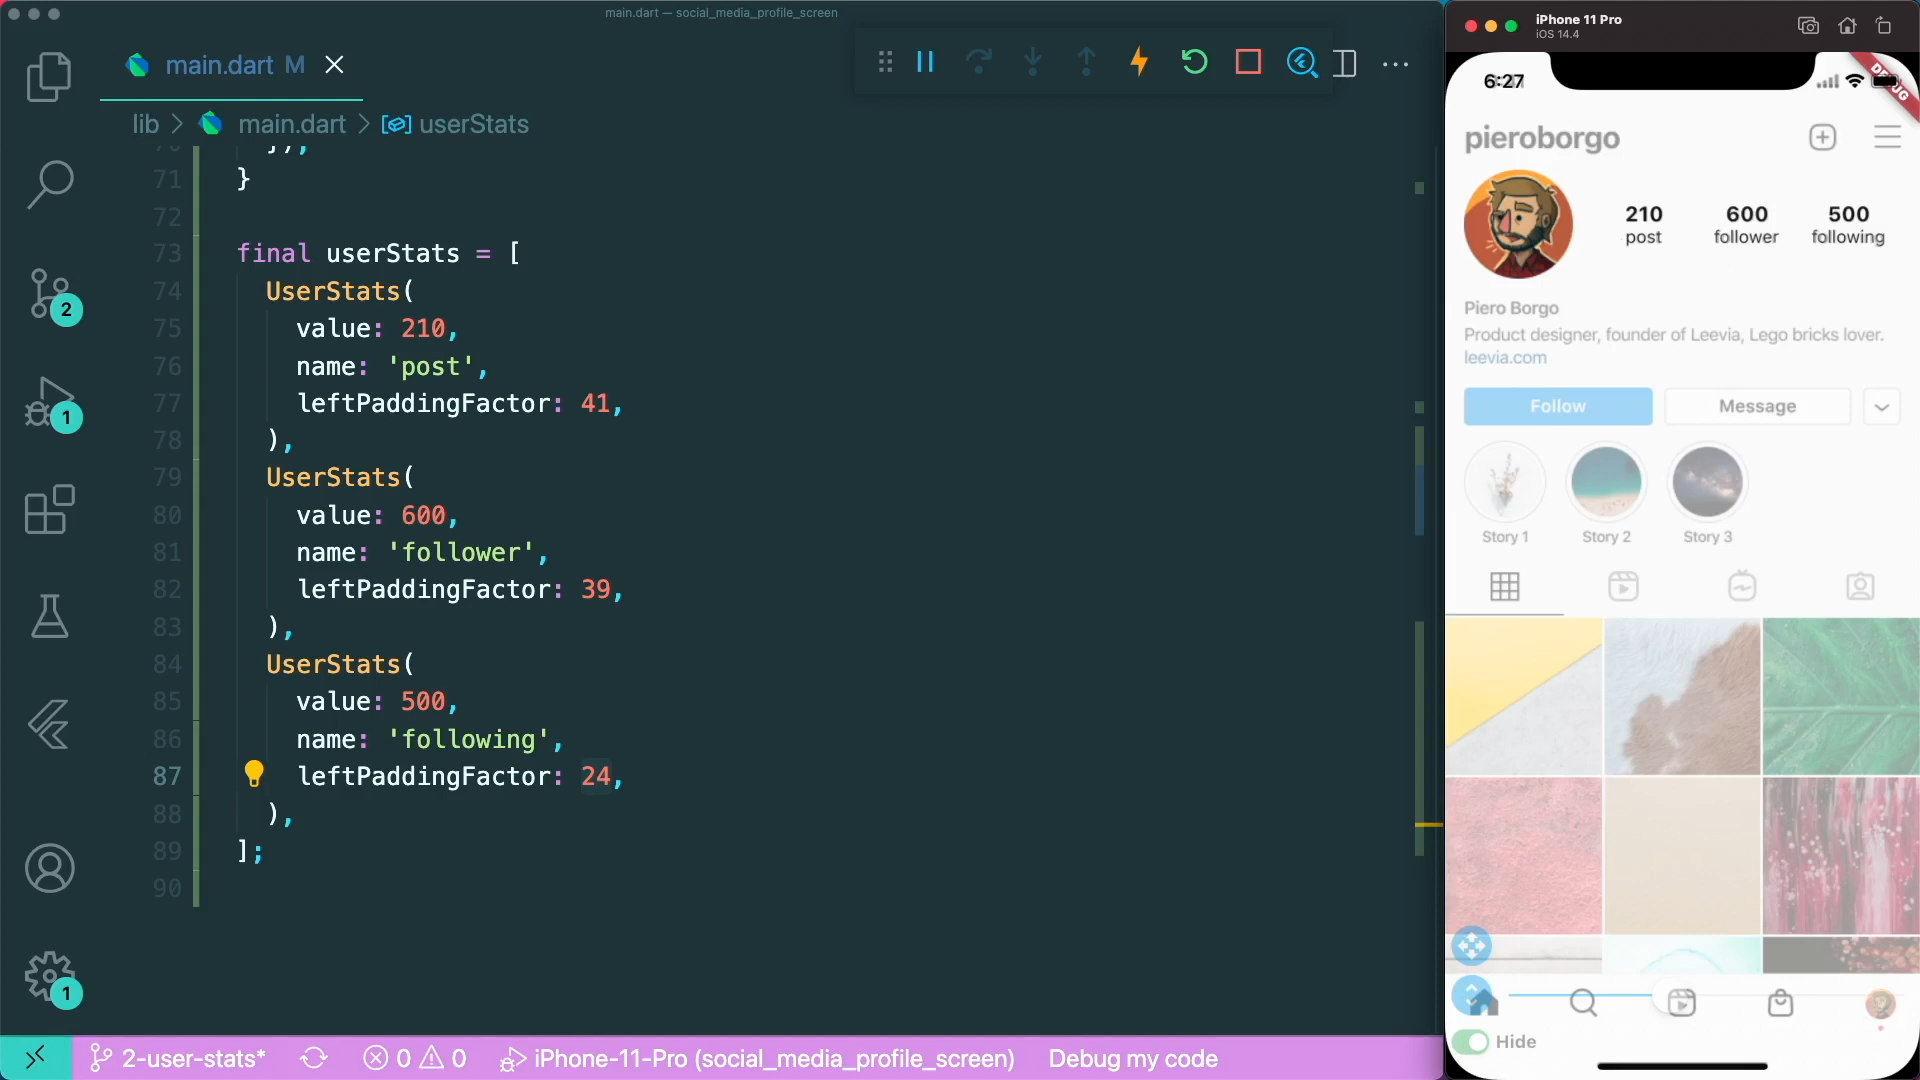 main.dart — social_media_profile_screen
main.dart M
lib > main.dart > userStats
70 });
71 }
72
73 final userStats = [
74 UserStats(
75 value: 210,
76 name: 'post',
77 leftPaddingFactor: 41,
78 ),
79 UserStats(
80 value: 600,
81 name: 'follower',
82 leftPaddingFactor: 39,
83 ),
84 UserStats(
85 value: 500,
86 name: 'following',
87 leftPaddingFactor: 24,
88 ),
89 ];
90
2
1
1
2-user-stats* 0 0 iPhone-11-Pro (social_media_profile_screen) Debug my code
iPhone 11 Pro
iOS 14.4
6:27
DEBUG
pieroborgo
210 600 500
post follower following
Piero Borgo
Product designer, founder of Leevia, Lego bricks lover.
leevia.com
Follow Message
Story 1 Story 2 Story 3
Hide